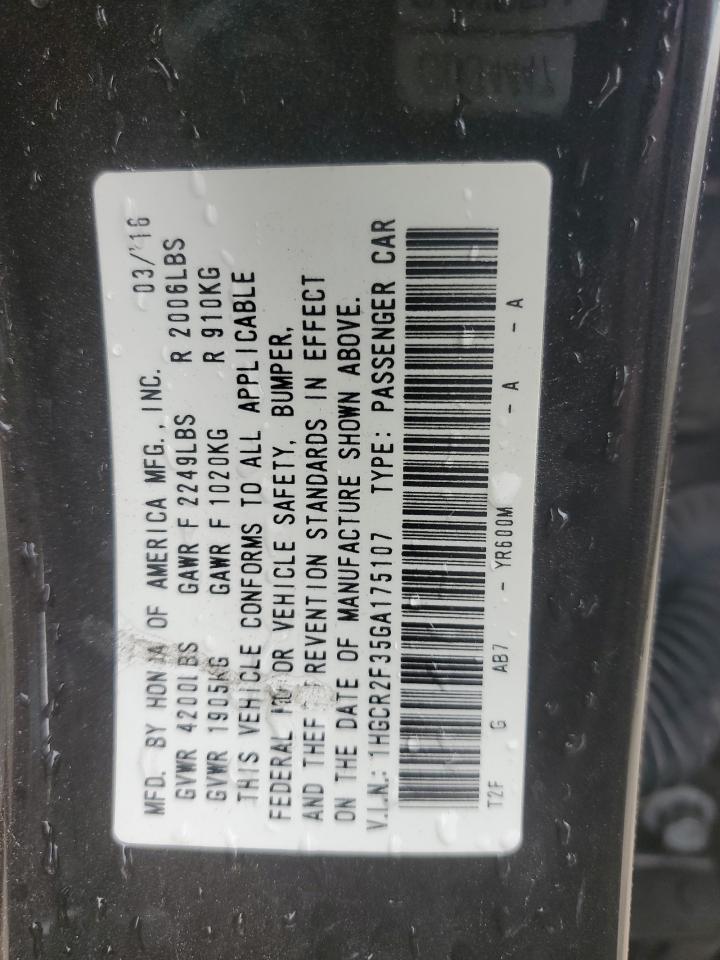 MFD. BY HONDA OF AMERICA MFG., INC. 03/'16
GVWR 4200LBS GAWR F 2249LBS R 2006LBS
GVWR 1905KG GAWR F 1020KG R 910KG
THIS VEHICLE CONFORMS TO ALL APPLICABLE
FEDERAL MOTOR VEHICLE SAFETY, BUMPER,
AND THEFT PREVENTION STANDARDS IN EFFECT
ON THE DATE OF MANUFACTURE SHOWN ABOVE.
V.I.N.: 1HGCR2F35GA175107 TYPE: PASSENGER CAR
T2F G AB7 - YR600M - A - A